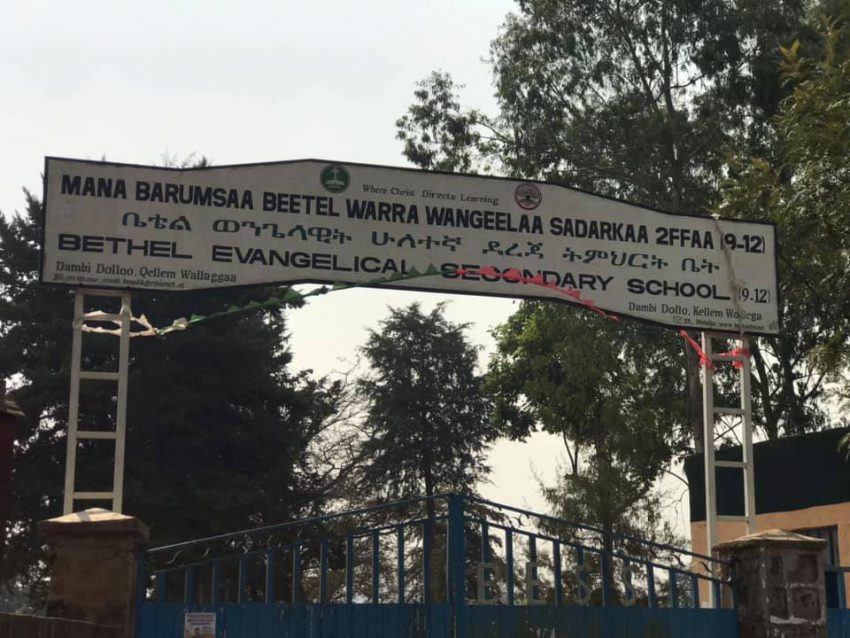 Where Christ Directs Learning
MANA BARUMSAA BEETEL WARRA WANGEELAA SADARKAA 2FFAA (9-12)
ቤቴል ወንጌላዊት ሁለተኛ ደረጃ ትምህርት ቤት
BETHEL EVANGELICAL SECONDARY SCHOOL (9-12)
Dambi Dolloo, Qellem Wallaggaa
Dambi Dollo, Kellem Wollega
BESS